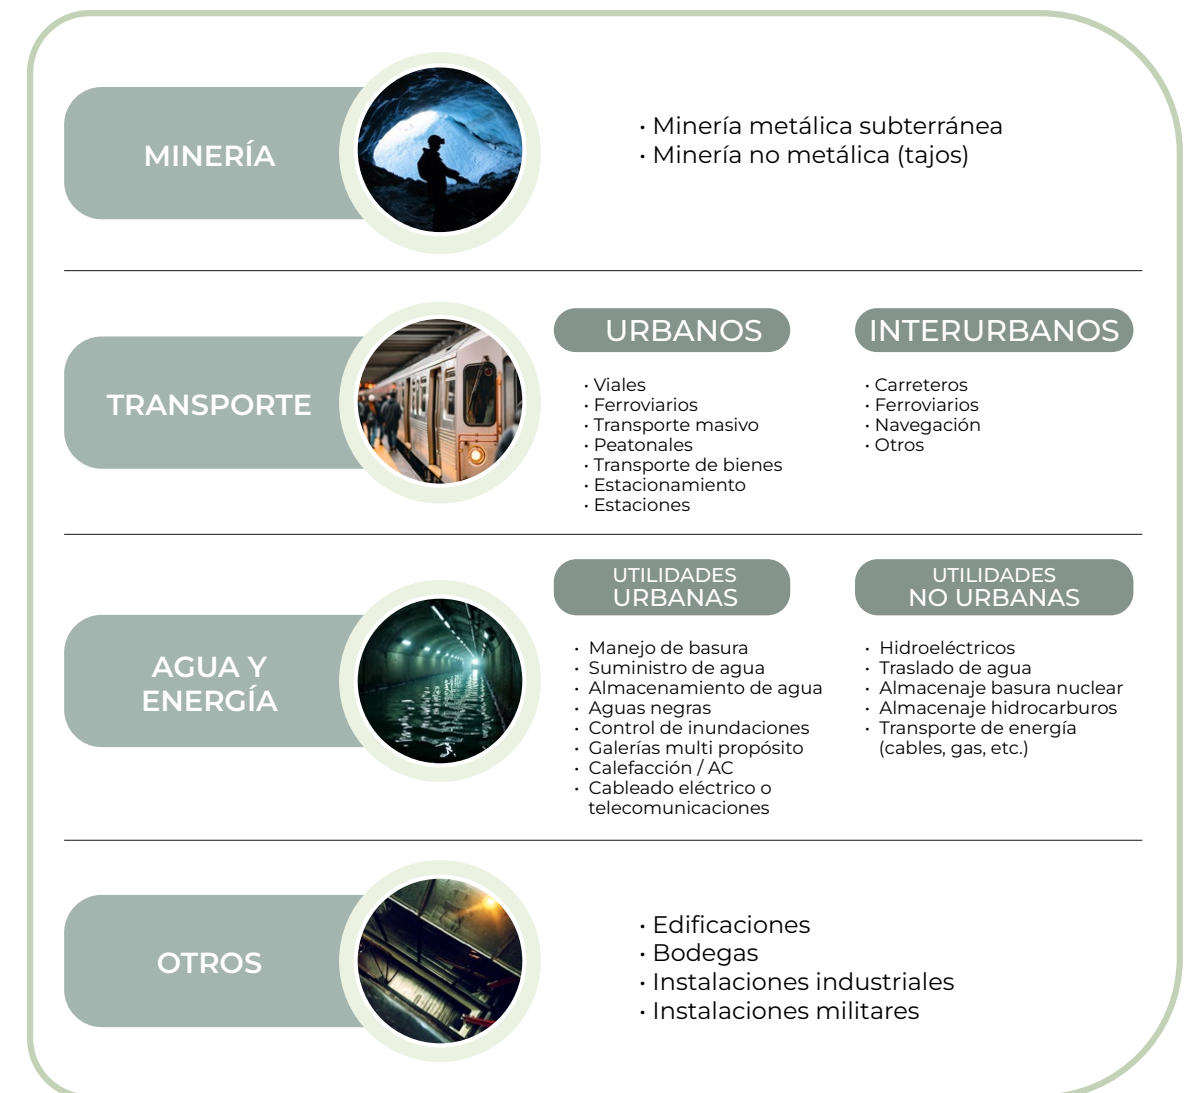 MINERÍA
· Minería metálica subterránea
· Minería no metálica (tajos)
TRANSPORTE
URBANOS
· Viales
· Ferroviarios
· Transporte masivo
· Peatonales
· Transporte de bienes
· Estacionamiento
· Estaciones
INTERURBANOS
· Carreteros
· Ferroviarios
· Navegación
· Otros
AGUA Y
ENERGÍA
UTILIDADES
URBANAS
· Manejo de basura
· Suministro de agua
· Almacenamiento de agua
· Aguas negras
· Control de inundaciones
· Galerías multi propósito
· Calefacción / AC
· Cableado eléctrico o
telecomunicaciones
UTILIDADES
NO URBANAS
· Hidroeléctricos
· Traslado de agua
· Almacenaje basura nuclear
· Almacenaje hidrocarburos
· Transporte de energía
(cables, gas, etc.)
OTROS
· Edificaciones
· Bodegas
· Instalaciones industriales
· Instalaciones militares